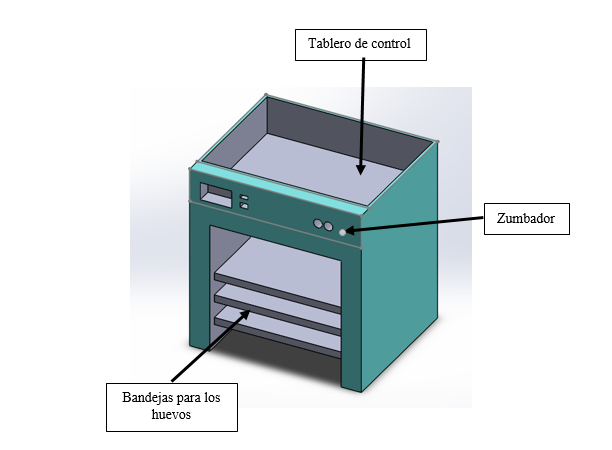 Tablero de control
Zumbador
Bandejas para los
huevos